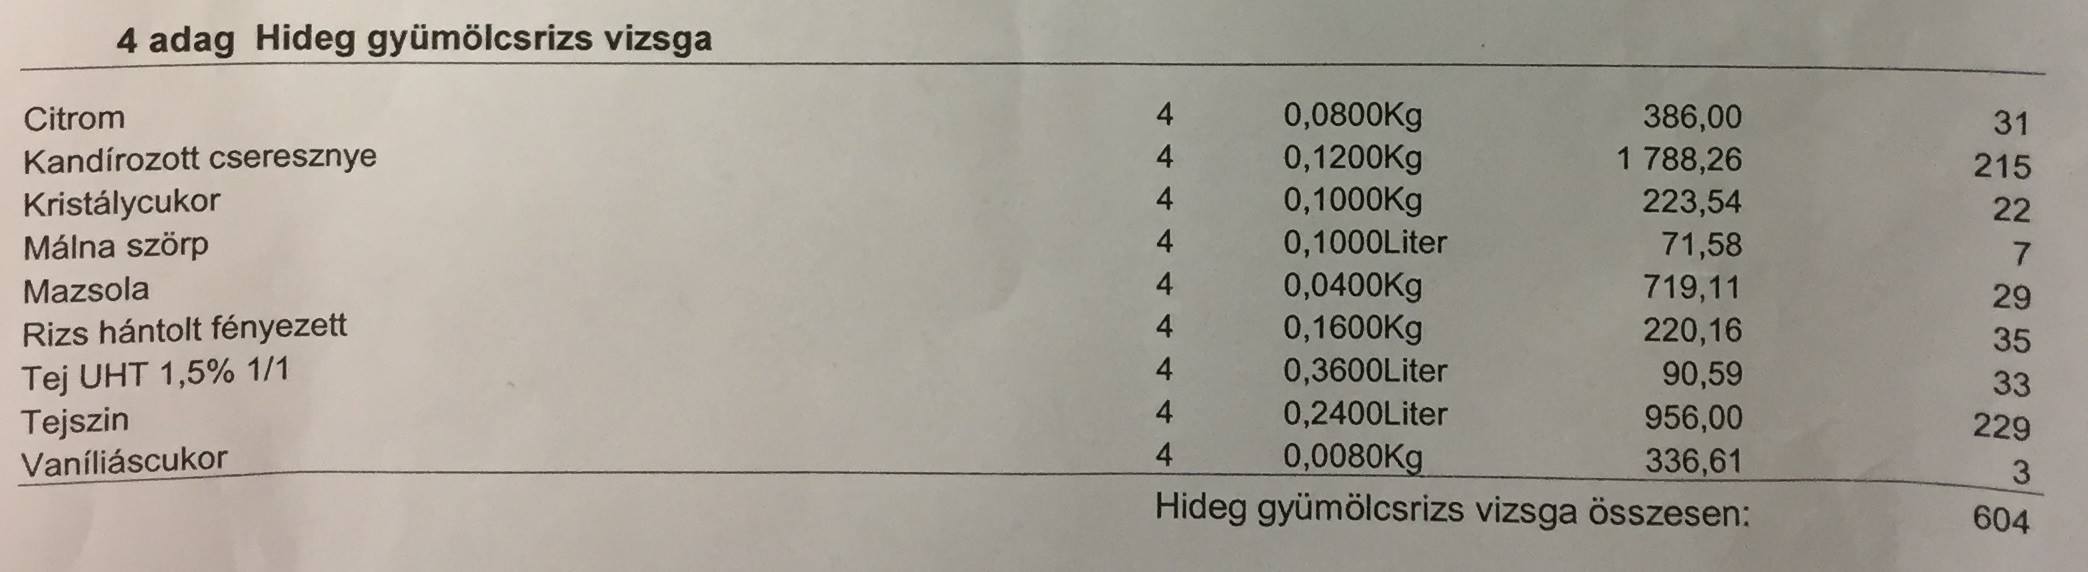 4 adag Hideg gyümölcsrizs vizsga
Citrom 4 0,0800Kg 386,00 31
Kandírozott cseresznye 4 0,1200Kg 1 788,26 215
Kristálycukor 4 0,1000Kg 223,54 22
Málna szörp 4 0,1000Liter 71,58 7
Mazsola 4 0,0400Kg 719,11 29
Rizs hántolt fényezett 4 0,1600Kg 220,16 35
Tej UHT 1,5% 1/1 4 0,3600Liter 90,59 33
Tejszin 4 0,2400Liter 956,00 229
Vaníliáscukor 4 0,0080Kg 336,61 3
Hideg gyümölcsrizs vizsga összesen: 604